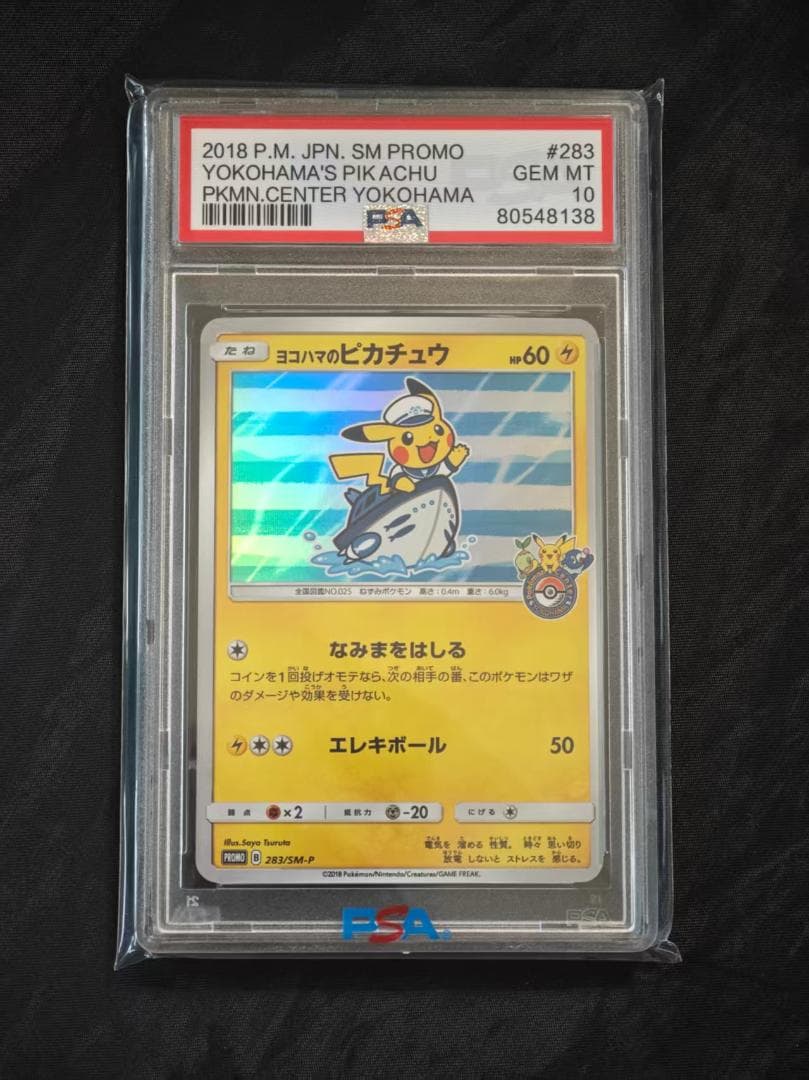 2018 P.M. JPN. SM PROMO #283
YOKOHAMA'S PIKACHU GEM MT
PKMN.CENTER YOKOHAMA 10
PSA 80548138
たね ヨコハマのピカチュウ HP60
全国図鑑NO.025 ねずみポケモン 高さ:0.4m 重さ:6.0kg
なみまをはしる
コインを1回投げオモテなら、次の相手の番、このポケモンはワザ
のダメージや効果を受けない。
エレキボール 50
弱点 ×2 抵抗力 -20 にげる
Illus.Saya Tsuruta
電気を 溜める 性質。 時々 思い切り
放電 しないと ストレスを 感じる。
PROMO B 283/SM-P
©2018 Pokémon/Nintendo/Creatures/GAME FREAK.
PSA
PSA